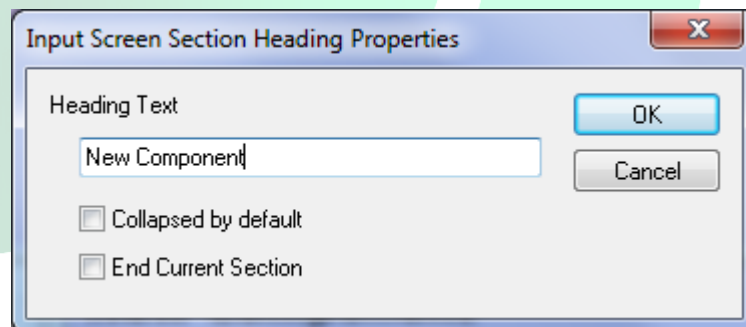 Input Screen Section Heading Properties
Heading Text
OK
New Component
Cancel
Collapsed by default
End Current Section